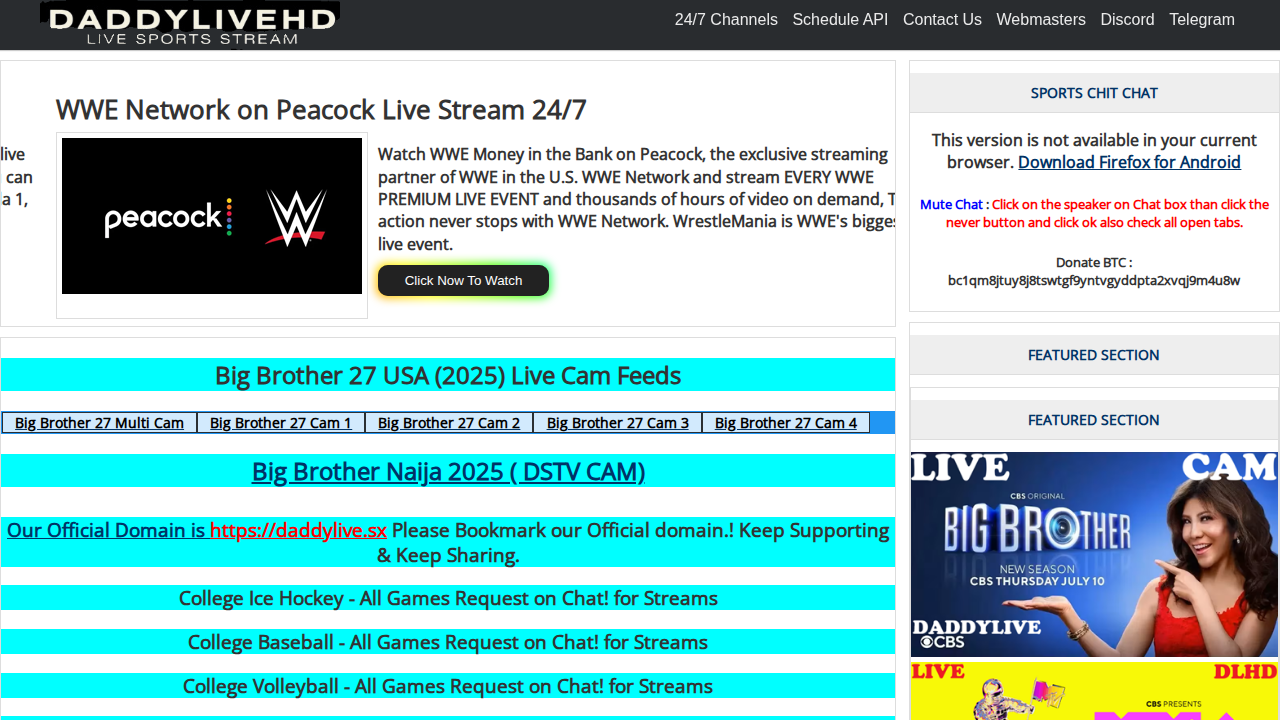 DADDYLIVEHD
LIVE SPORTS STREAM
24/7 Channels Schedule API Contact Us Webmasters Discord Telegram
WWE Network on Peacock Live Stream 24/7
live
can
a 1,
peacock
Watch WWE Money in the Bank on Peacock, the exclusive streaming
partner of WWE in the U.S. WWE Network and stream EVERY WWE
PREMIUM LIVE EVENT and thousands of hours of video on demand, T
action never stops with WWE Network. WrestleMania is WWE's bigges
live event.
Click Now To Watch
Big Brother 27 USA (2025) Live Cam Feeds
Big Brother 27 Multi Cam Big Brother 27 Cam 1 Big Brother 27 Cam 2 Big Brother 27 Cam 3 Big Brother 27 Cam 4
Big Brother Naija 2025 ( DSTV CAM)
Our Official Domain is https://daddylive.sx Please Bookmark our Official domain.! Keep Supporting
& Keep Sharing.
College Ice Hockey - All Games Request on Chat! for Streams
College Baseball - All Games Request on Chat! for Streams
College Volleyball - All Games Request on Chat! for Streams
SPORTS CHIT CHAT
This version is not available in your current
browser. Download Firefox for Android
Mute Chat : Click on the speaker on Chat box than click the
never button and click ok also check all open tabs.
Donate BTC :
bc1qm8jtuy8j8tswtgf9yntvgyddpta2xvqj9m4u8w
FEATURED SECTION
FEATURED SECTION
LIVE CAM
CBS ORIGINAL
BIG BROTHER
NEW SEASON
CBS THURSDAY JULY 10
DADDYLIVE
CBS
LIVE DLHD
CBS PRESENTS